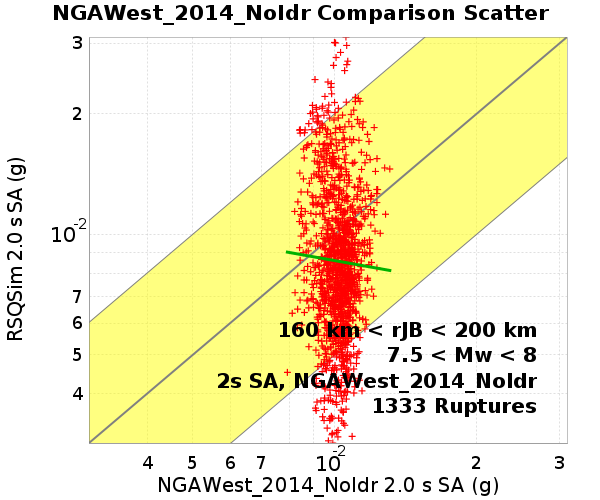 NGAWest_2014_NoIdr Comparison Scatter
RSQSim 2.0 s SA (g)
3
2
10-2
7
6
5
4
160 km < rJB < 200 km
7.5 < Mw < 8
2s SA, NGAWest_2014_NoIdr
1333 Ruptures
4 5 6 7 10-2 2 3
NGAWest_2014_NoIdr 2.0 s SA (g)